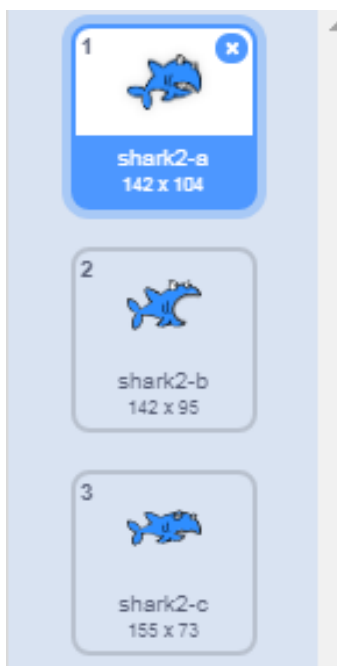 1
shark2-a
142 x 104
2
shark2-b
142 x 95
3
shark2-c
155 x 73